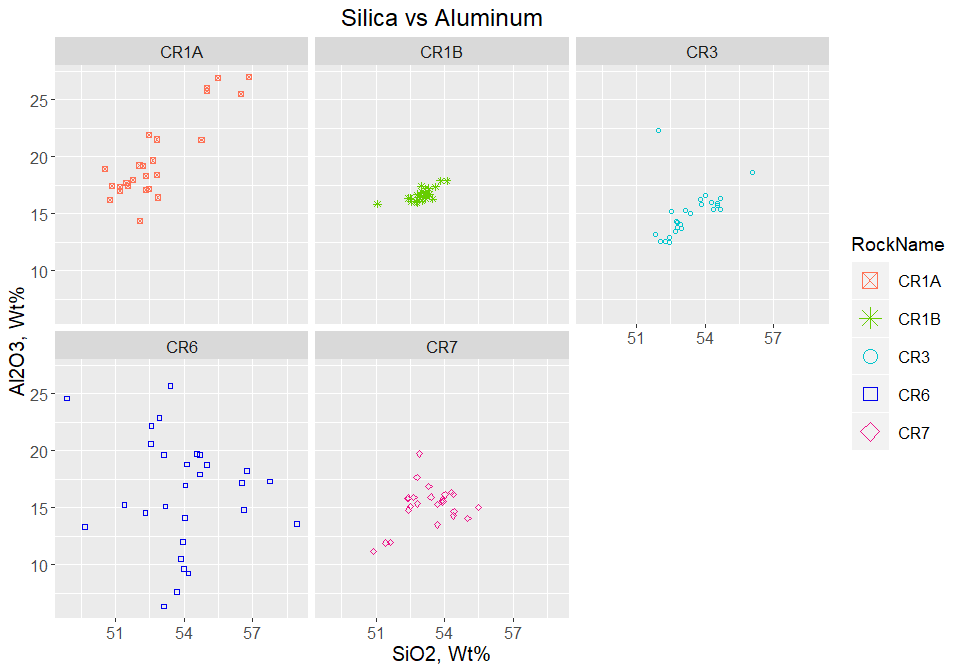 Silica vs Aluminum
CR1A
CR1B
CR3
25
20
15
10
51
54
57
CR6
CR7
25
20
15
10
51
54
57
51
54
57
SiO2, Wt%
Al2O3, Wt%
RockName
CR1A
CR1B
CR3
CR6
CR7